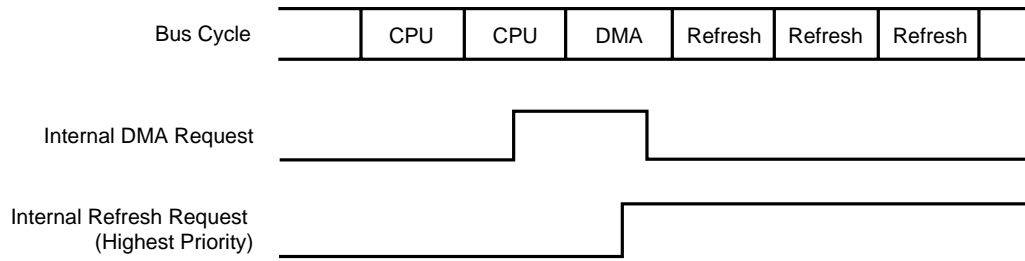 Bus Cycle CPU CPU DMA Refresh Refresh Refresh
Internal DMA Request
Internal Refresh Request
(Highest Priority)